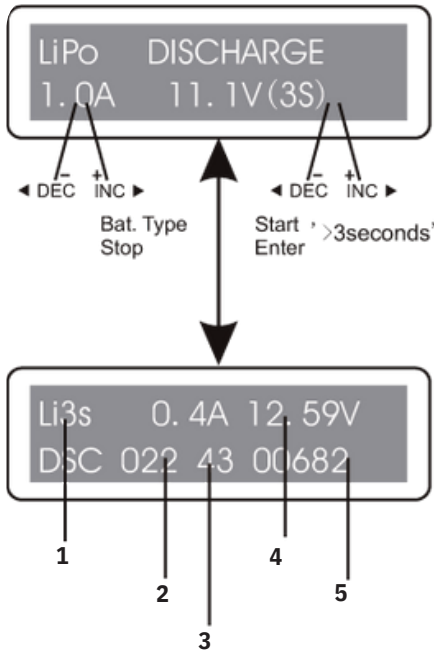 LiPo DISCHARGE
1. 0A 11. 1V(3S)
− + − +
◄ DEC INC ► ◄ DEC INC ►
Bat. Type
Stop
Start ' >3seconds'
Enter
Li3s 0. 4A 12. 59V
DSC 022 43 00682
1 2 3 4 5